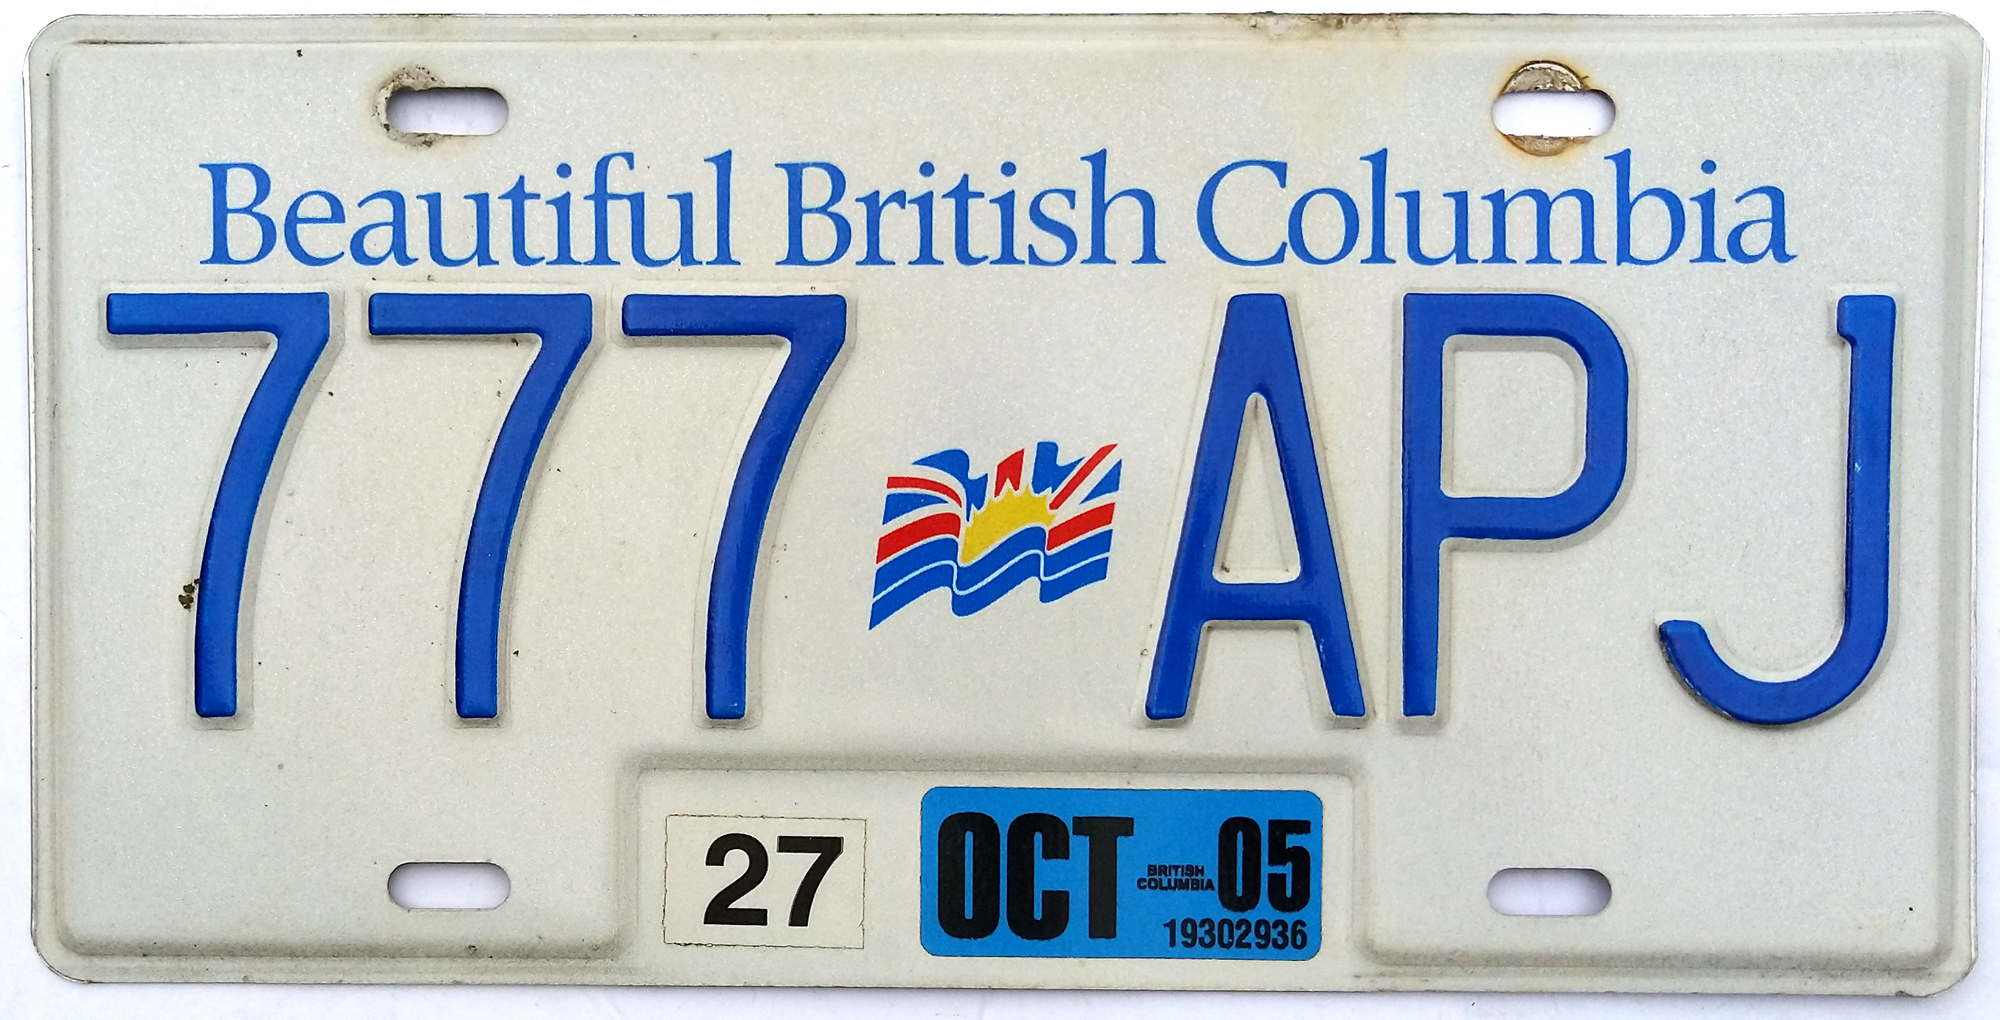 Beautiful British Columbia
777 APJ
27 OCT BRITISH COLUMBIA 05
19302936